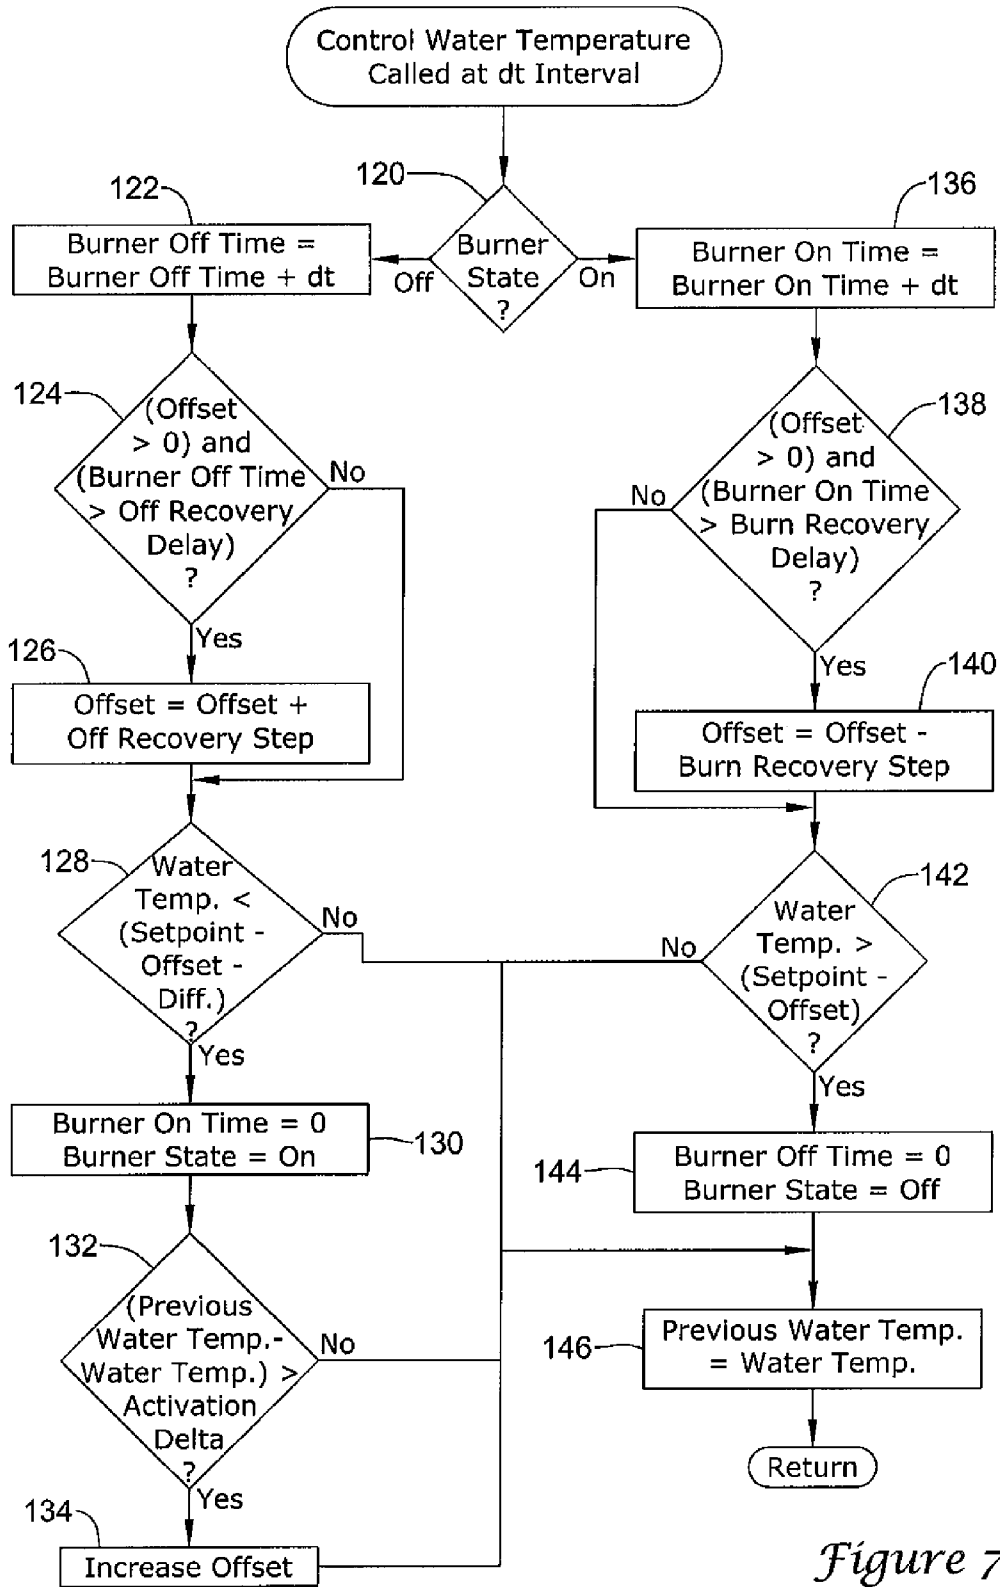 Control Water Temperature
Called at dt Interval
120
Burner
State
?
Off
On
122
Burner Off Time =
Burner Off Time + dt
136
Burner On Time =
Burner On Time + dt
124
(Offset
> 0) and
(Burner Off Time
> Off Recovery
Delay)
?
No
Yes
138
(Offset
> 0) and
(Burner On Time
> Burn Recovery
Delay)
?
No
Yes
126
Offset = Offset +
Off Recovery Step
140
Offset = Offset -
Burn Recovery Step
128
Water
Temp. <
(Setpoint -
Offset -
Diff.)
?
No
Yes
142
Water
Temp. >
(Setpoint -
Offset)
?
No
Yes
Burner On Time = 0
Burner State = On
130
144
Burner Off Time = 0
Burner State = Off
132
(Previous
Water Temp.-
Water Temp.) >
Activation
Delta
?
No
Yes
146
Previous Water Temp.
= Water Temp.
Return
134
Increase Offset
Figure 7